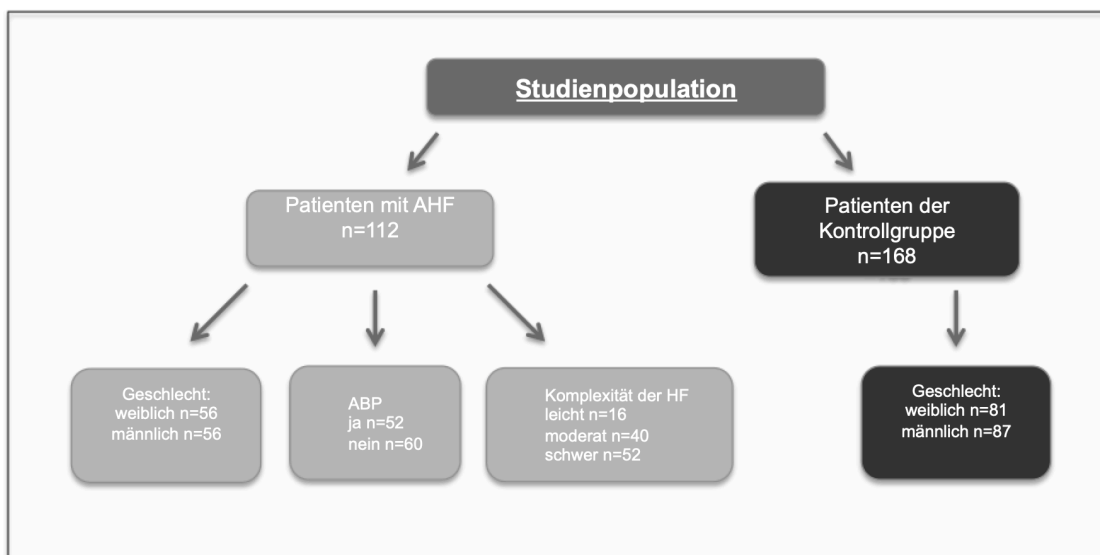 Studienpopulation
Patienten mit AHF
n=112
Patienten der
Kontrollgruppe
n=168
Geschlecht:
weiblich n=56
männlich n=56
ABP
ja n=52
nein n=60
Komplexität der HF
leicht n=16
moderat n=40
schwer n=52
Geschlecht:
weiblich n=81
männlich n=87